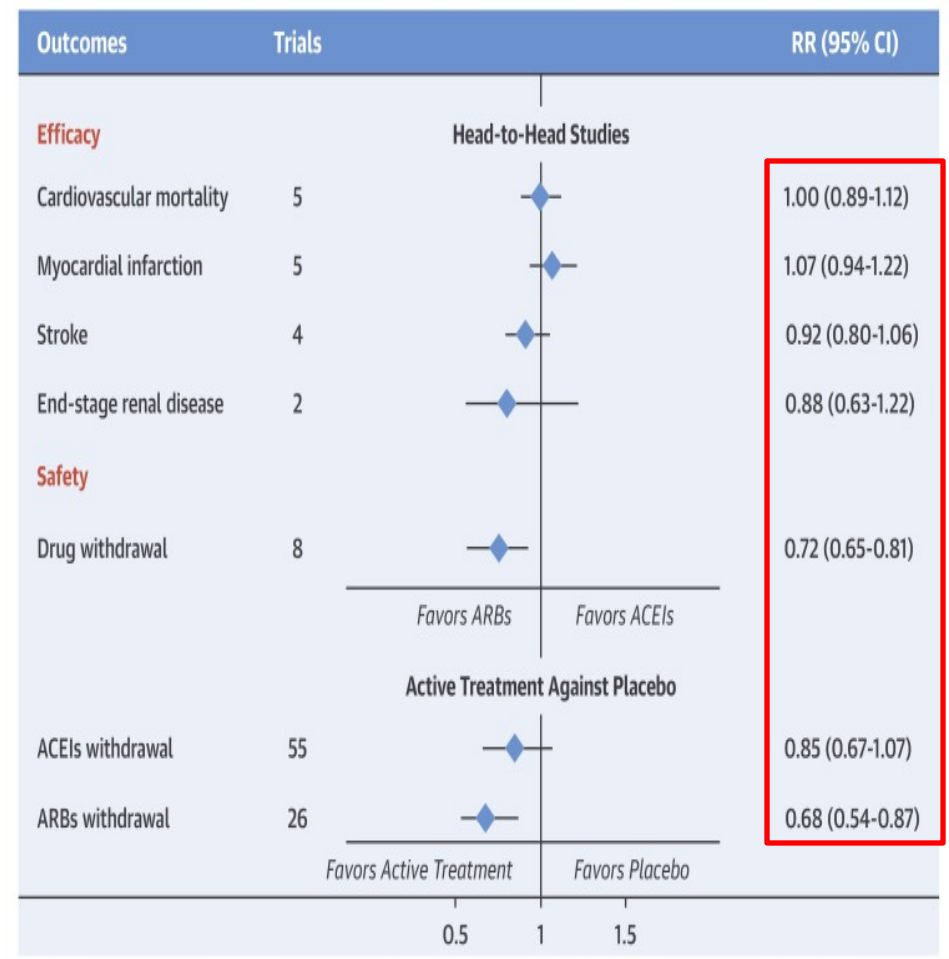 Outcomes Trials RR (95% CI)
Efficacy Head-to-Head Studies
Cardiovascular mortality 5 1.00 (0.89-1.12)
Myocardial infarction 5 1.07 (0.94-1.22)
Stroke 4 0.92 (0.80-1.06)
End-stage renal disease 2 0.88 (0.63-1.22)
Safety
Drug withdrawal 8 0.72 (0.65-0.81)
Favors ARBs Favors ACEIs
Active Treatment Against Placebo
ACEIs withdrawal 55 0.85 (0.67-1.07)
ARBs withdrawal 26 0.68 (0.54-0.87)
Favors Active Treatment Favors Placebo
0.5 1 1.5